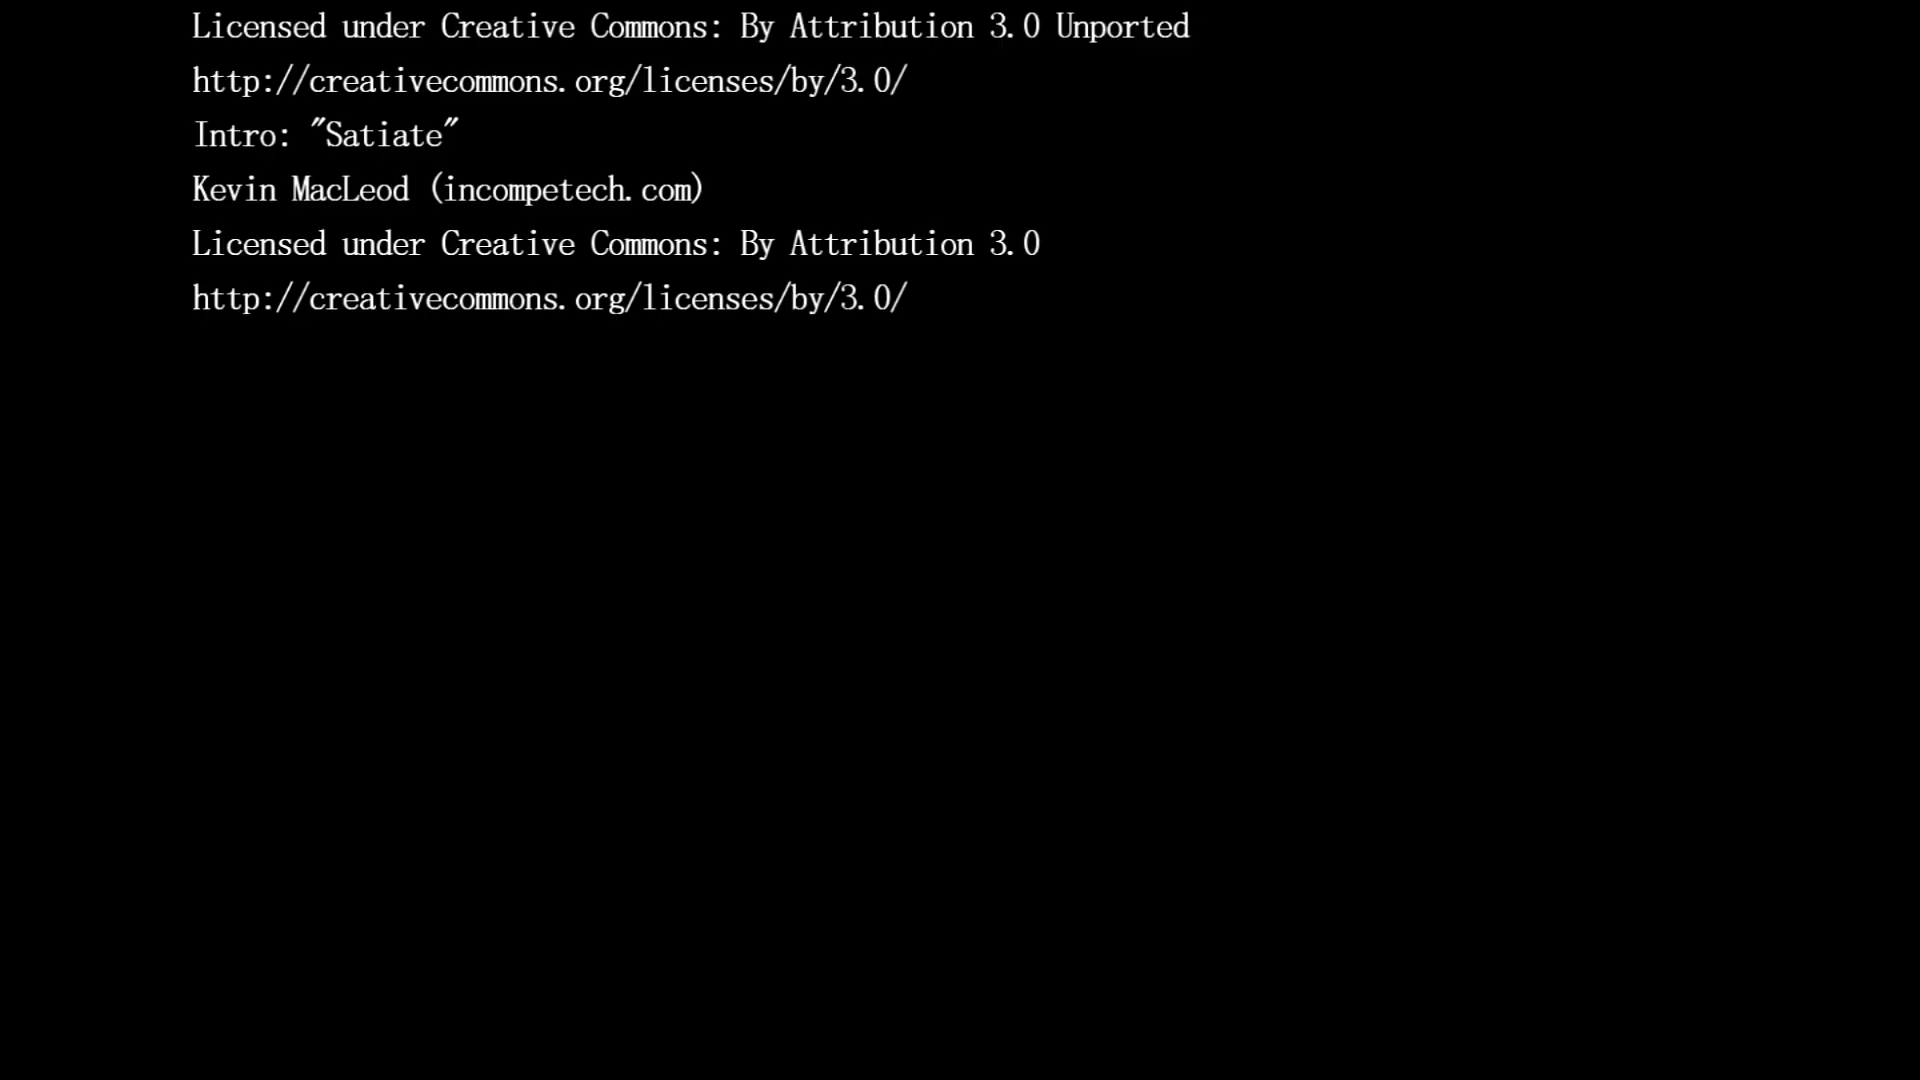 Licensed under Creative Commons: By Attribution 3.0 Unported
http://creativecommons.org/licenses/by/3.0/
Intro: "Satiate"
Kevin MacLeod (incompetech.com)
Licensed under Creative Commons: By Attribution 3.0
http://creativecommons.org/licenses/by/3.0/